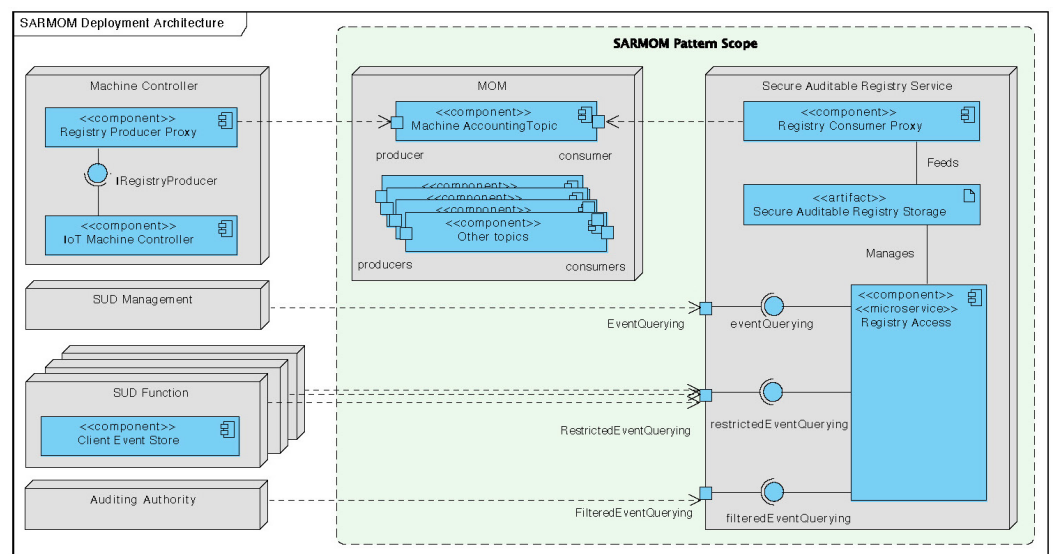 SARMOM Deployment Architecture
SARMOM Pattern Scope
Machine Controller
<<component>>
Registry Producer Proxy
IRegistryProducer
<<component>>
IoT Machine Controller
MOM
<<component>>
Machine AccountingTopic
producer
consumer
<<component>>
<<component>>
<<component>>
<<component>>
Other topics
producers
consumers
Secure Auditable Registry Service
<<component>>
Registry Consumer Proxy
Feeds
<<artifact>>
Secure Auditable Registry Storage
Manages
<<component>>
<<microservice>>
Registry Access
SUD Management
EventQuerying
eventQuerying
SUD Function
<<component>>
Client Event Store
RestrictedEventQuerying
restrictedEventQuerying
Auditing Authority
FilteredEventQuerying
filteredEventQuerying